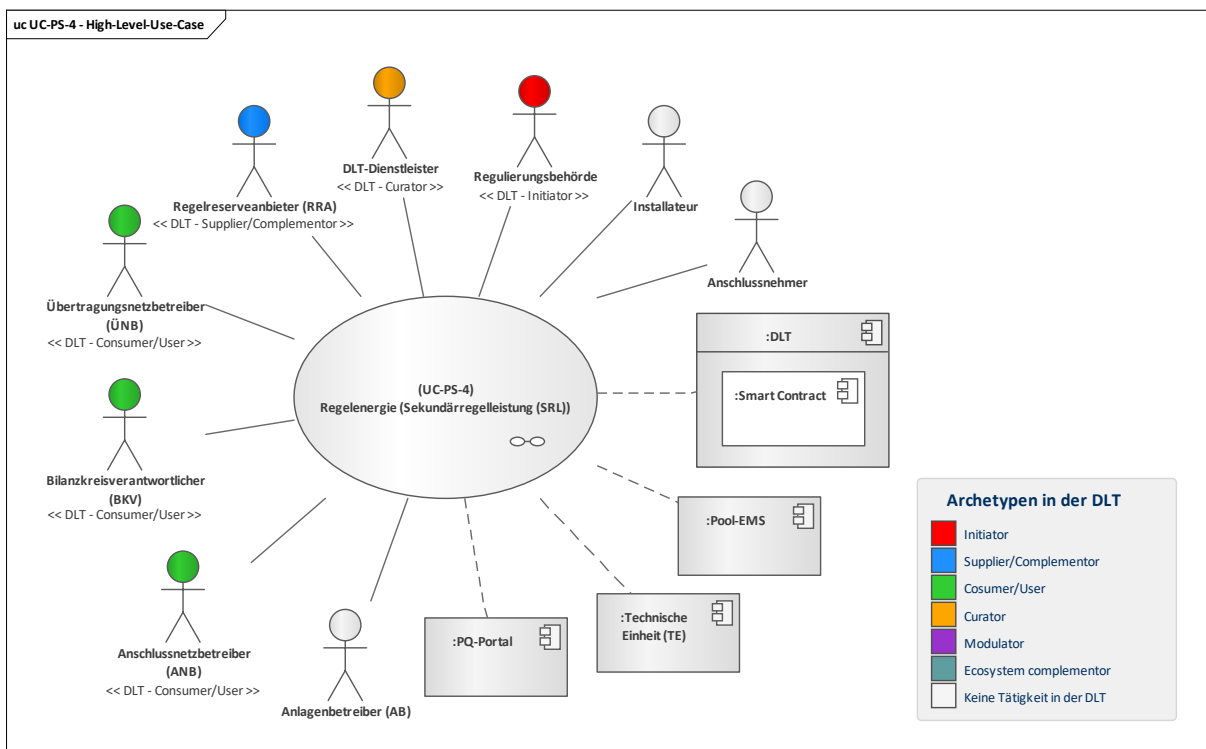 uc UC-PS-4 - High-Level-Use-Case
DLT-Dienstleister
<< DLT - Curator >>
Regulierungsbehörde
<< DLT - Initiator >>
Installateur
Regelreserveanbieter (RRA)
<< DLT - Supplier/Complementor >>
Anschlussnehmer
Übertragungsnetzbetreiber
(ÜNB)
<< DLT - Consumer/User >>
:DLT
:Smart Contract
(UC-PS-4)
Regelenergie (Sekundärregelleistung (SRL))
Bilanzkreisverantwortlicher
(BKV)
<< DLT - Consumer/User >>
:Pool-EMS
:Technische
Einheit (TE)
:PQ-Portal
Anschlussnetzbetreiber
(ANB)
<< DLT - Consumer/User >>
Anlagenbetreiber (AB)
Archetypen in der DLT
Initiator
Supplier/Complementor
Cosumer/User
Curator
Modulator
Ecosystem complementor
Keine Tätigkeit in der DLT